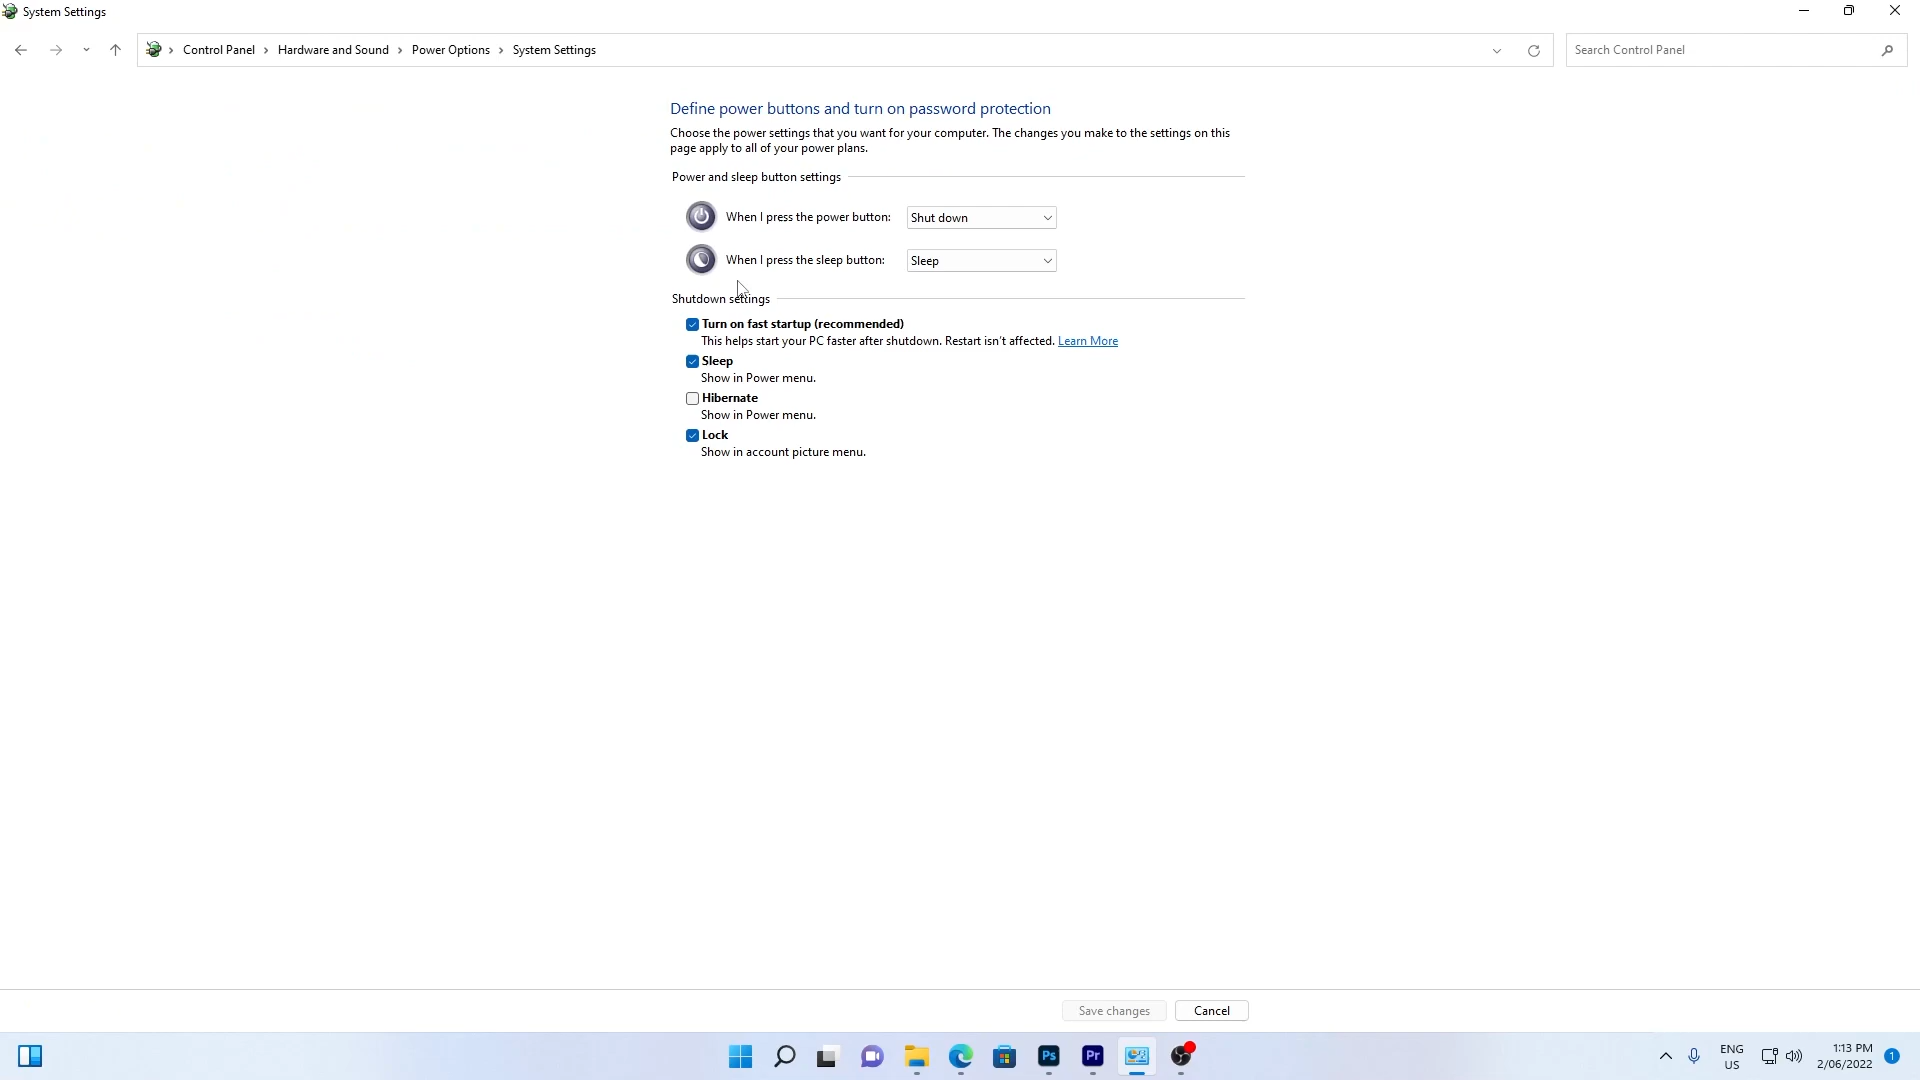 System Settings
Control Panel > Hardware and Sound > Power Options > System Settings
Search Control Panel
Define power buttons and turn on password protection
Choose the power settings that you want for your computer. The changes you make to the settings on this
page apply to all of your power plans.
Power and sleep button settings
When I press the power button: Shut down
When I press the sleep button: Sleep
Shutdown settings
Turn on fast startup (recommended)
This helps start your PC faster after shutdown. Restart isn't affected. Learn More
Sleep
Show in Power menu.
Hibernate
Show in Power menu.
Lock
Show in account picture menu.
Save changes Cancel
Ps Pr
ENG
US
1:13 PM
2/06/2022
1